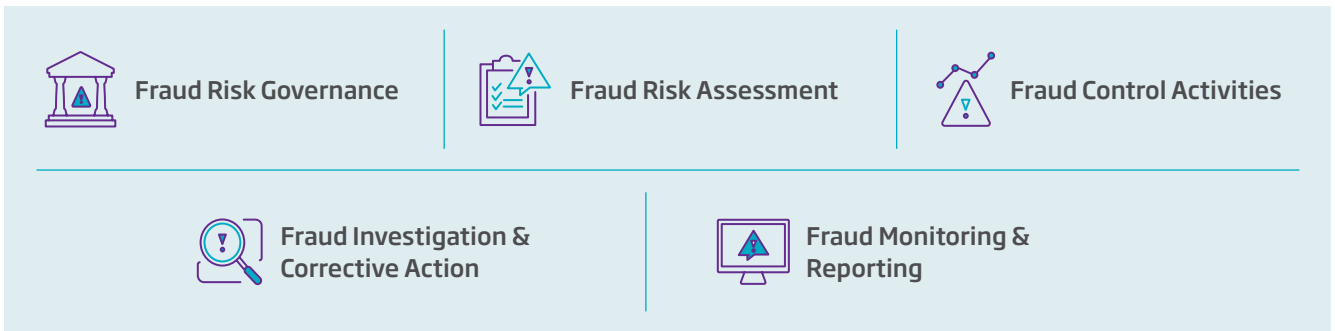 Fraud Risk Governance
Fraud Risk Assessment
Fraud Control Activities
Fraud Investigation &
Corrective Action
Fraud Monitoring &
Reporting